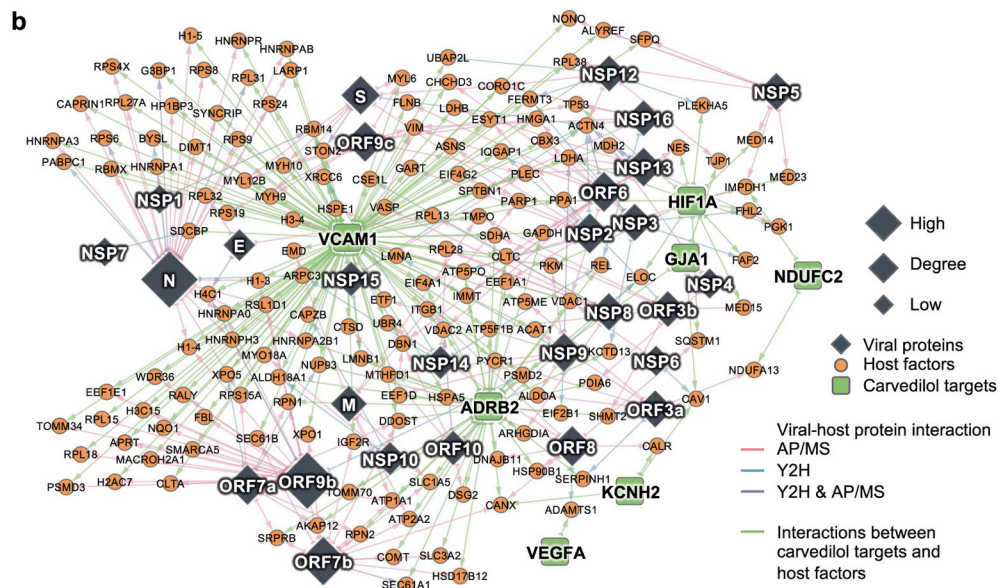 b
NONO
ALYREF
SFPQ
H1-5
HNRNPR
HNRNPAB
UBAP2L
RPL38
NSP12
RPS4X
G3BP1
RPS8
RPL31
LARP1
MYL6
CHCHD3
CORO1C
NSP5
CAPRIN1
RPL27A
HP1BP3
SYNCRIP
RPS24
S
FLNB
LDHB
FERMT3
TP53
PLEKHA5
HNRNPA3
RPS6
BYSL
DIMT1
RPS9
RBM14
ORF9c
VIM
ESYT1
HMGA1
ACTN4
NSP16
PABPC1
RBMX
HNRNPA1
STON2
ASNS
IQGAP1
CBX3
MDH2
NES
MED14
MYH10
XRCC6
CSE1L
GART
EIF4G2
PLEC
LDHA
NSP13
TJP1
NSP1
RPL32
MYL12B
MYH9
SPTBN1
PARP1
PPA1
ORF6
HIF1A
IMPDH1
MED23
RPS19
H3-4
HSPE1
VASP
RPL13
TMPO
NSP3
FHL2
PGK1
SDCBP
NSP7
E
EMD
VCAM1
LMNA
RPL28
SDHA
GAPDH
NSP2
CLTC
GJA1
FAF2
N
H1-3
ARPC3
NSP15
EIF4A1
ATP5PO
EEF1A1
PKM
REL
ELOC
NSP4
NDUFC2
H4C1
HNRNPA0
RSL1D1
CAPZB
ETF1
ITGB1
IMMT
ATP5ME
VDAC1
NSP8
ORF3b
MED15
H1-4
HNRNPH3
HNRNPA2B1
CTSD
UBR4
VDAC2
ATP5F1B
ACAT1
MYO18A
NUP93
LMNB1
DBN1
NSP14
PYCR1
NSP9
KCTD13
NSP6
SQSTM1
WDR36
XPO5
ALDH18A1
MTHFD1
PSMD2
PDIA6
NDUFA13
EEF1E1
H3C15
RALY
RPS15A
RPN1
M
EEF1D
HSPA5
ADRB2
ALDOA
EIF2B1
SHMT2
ORF3a
CAV1
TOMM34
RPL15
NQO1
FBL
SEC61B
XPO1
IGF2R
DDOST
ARHGDIA
CALR
RPL18
APRT
SMARCA5
MACROH2A1
NSP10
ORF10
DNAJB11
ORF8
HSP90B1
SERPINH1
PSMD3
H2AC7
CLTA
ORF7a
ORF9b
TOMM70
ATP1A1
SLC1A5
DSG2
CANX
KCNH2
ADAMTS1
SRPRB
AKAP12
RPN2
ATP2A2
VEGFA
ORF7b
COMT
SLC3A2
SEC61A1
HSD17B12
High
Degree
Low
Viral proteins
Host factors
Carvedilol targets
Viral-host protein interaction
AP/MS
Y2H
Y2H & AP/MS
Interactions between
carvedilol targets and
host factors